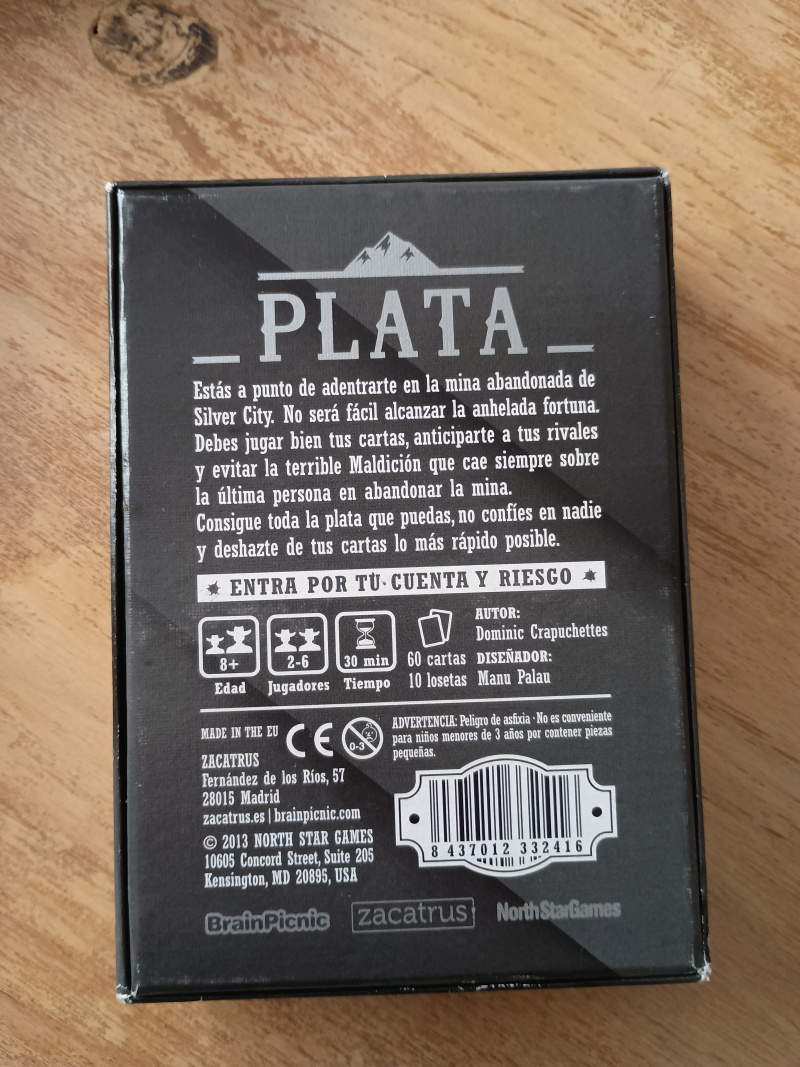 PLATA
Estás a punto de adentrarte en la mina abandonada de
Silver City. No será fácil alcanzar la anhelada fortuna.
Debes jugar bien tus cartas, anticiparte a tus rivales
y evitar la terrible Maldición que cae siempre sobre
la última persona en abandonar la mina.
Consigue toda la plata que puedas, no confíes en nadie
y deshazte de tus cartas lo más rápido posible.
ENTRA POR TU CUENTA Y RIESGO
8+
Edad
2-6
Jugadores
30 min
Tiempo
60 cartas
10 losetas
AUTOR:
Dominic Crapuchettes
DISEÑADOR:
Manu Palau
MADE IN THE EU
CE
0-3
ADVERTENCIA: Peligro de asfixia · No es conveniente
para niños menores de 3 años por contener piezas
pequeñas.
ZACATRUS
Fernández de los Ríos, 57
28015 Madrid
zacatrus.es | brainpicnic.com
© 2013 NORTH STAR GAMES
10605 Concord Street, Suite 205
Kensington, MD 20895, USA
8 437012 332416
BrainPicnic
zacatrus!
NorthStarGames